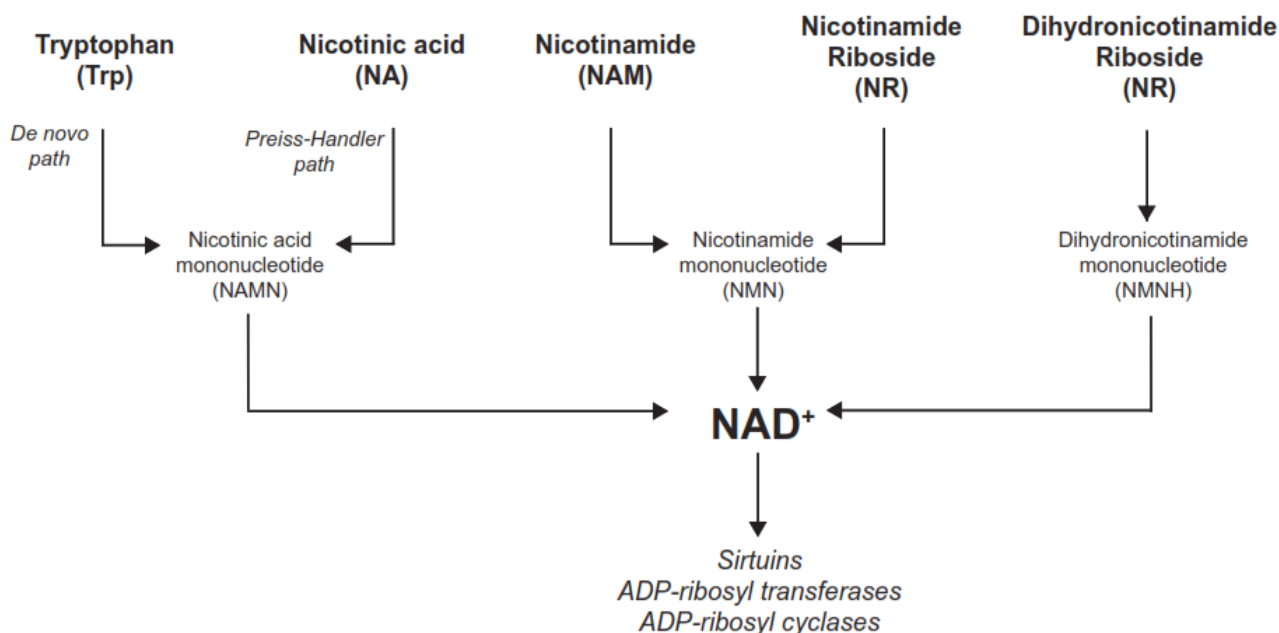 Tryptophan
(Trp)
Nicotinic acid
(NA)
Nicotinamide
(NAM)
Nicotinamide
Riboside
(NR)
Dihydronicotinamide
Riboside
(NR)
De novo
path
Preiss-Handler
path
Nicotinic acid
mononucleotide
(NAMN)
Nicotinamide
mononucleotide
(NMN)
Dihydronicotinamide
mononucleotide
(NMNH)
NAD+
Sirtuins
ADP-ribosyl transferases
ADP-ribosyl cyclases